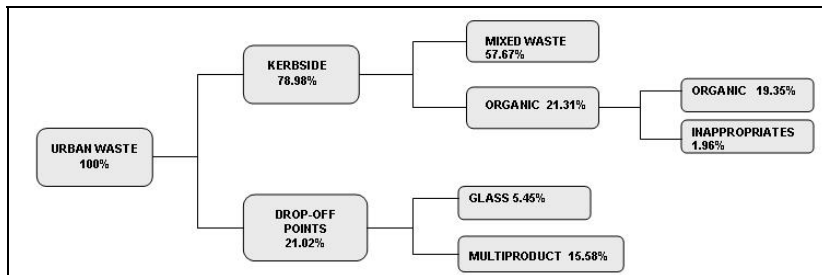 MIXED WASTE
57.67%
KERBSIDE
78.98%
ORGANIC 19.35%
ORGANIC 21.31%
INAPPROPRIATES
1.96%
URBAN WASTE
100%
GLASS 5.45%
DROP-OFF
POINTS
21.02%
MULTIPRODUCT 15.58%